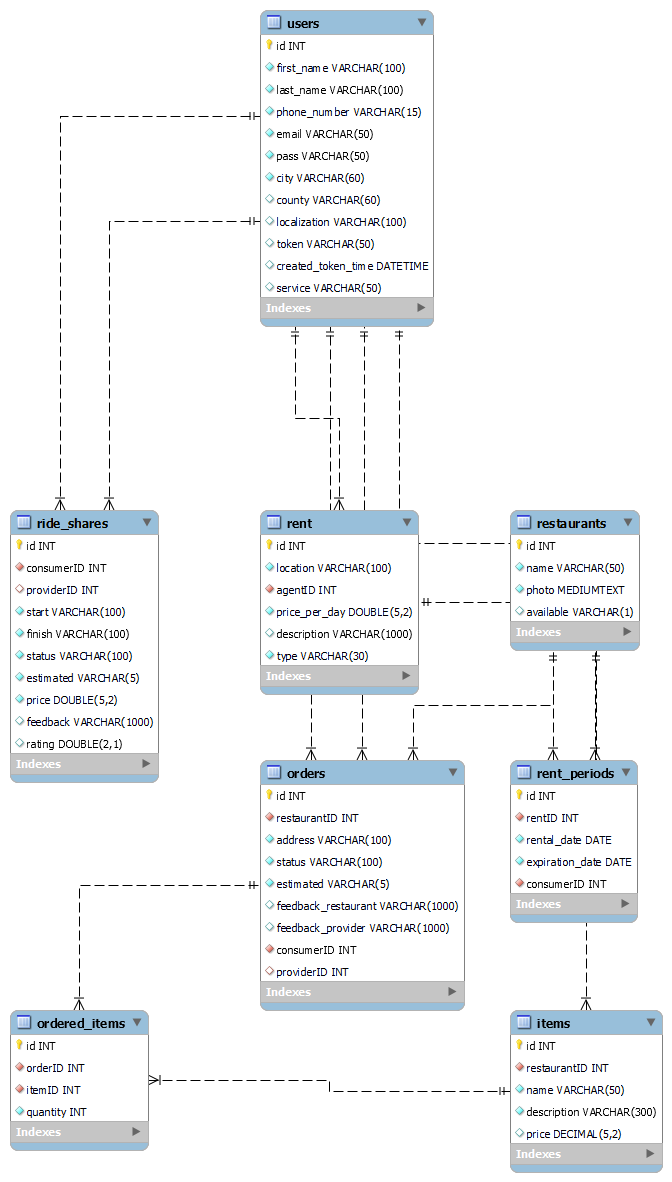 users
id INT
first_name VARCHAR(100)
last_name VARCHAR(100)
phone_number VARCHAR(15)
email VARCHAR(50)
pass VARCHAR(50)
city VARCHAR(60)
county VARCHAR(60)
localization VARCHAR(100)
token VARCHAR(50)
created_token_time DATETIME
service VARCHAR(50)
Indexes
ride_shares
id INT
consumerID INT
providerID INT
start VARCHAR(100)
finish VARCHAR(100)
status VARCHAR(100)
estimated VARCHAR(5)
price DOUBLE(5,2)
feedback VARCHAR(1000)
rating DOUBLE(2,1)
Indexes
rent
id INT
location VARCHAR(100)
agentID INT
price_per_day DOUBLE(5,2)
description VARCHAR(1000)
type VARCHAR(30)
Indexes
restaurants
id INT
name VARCHAR(50)
photo MEDIUMTEXT
available VARCHAR(1)
Indexes
orders
id INT
restaurantID INT
address VARCHAR(100)
status VARCHAR(100)
estimated VARCHAR(5)
feedback_restaurant VARCHAR(1000)
feedback_provider VARCHAR(1000)
consumerID INT
providerID INT
Indexes
rent_periods
id INT
rentID INT
rental_date DATE
expiration_date DATE
consumerID INT
Indexes
ordered_items
id INT
orderID INT
itemID INT
quantity INT
Indexes
items
id INT
restaurantID INT
name VARCHAR(50)
description VARCHAR(300)
price DECIMAL(5,2)
Indexes